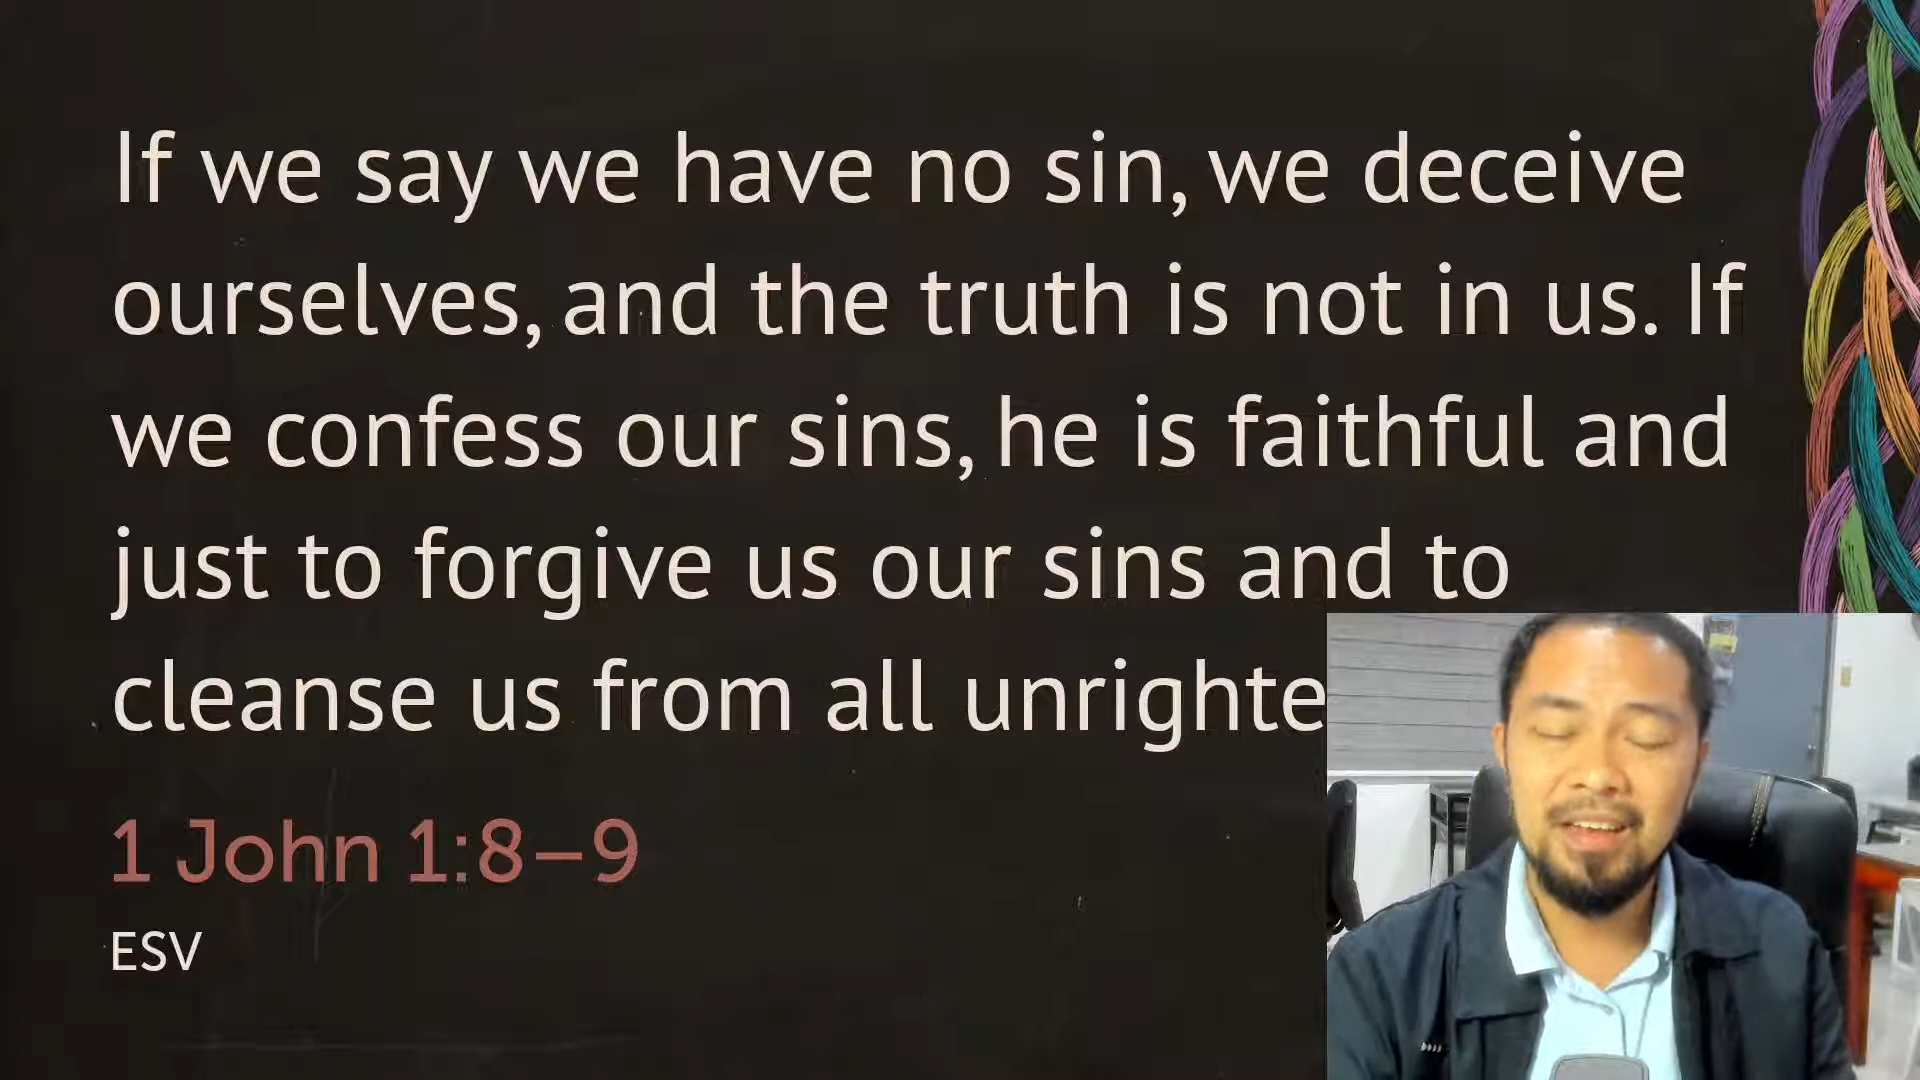 If we say we have no sin, we deceive
ourselves, and the truth is not in us. If
we confess our sins, he is faithful and
just to forgive us our sins and to
cleanse us from all unrighte
1 John 1:8–9
ESV